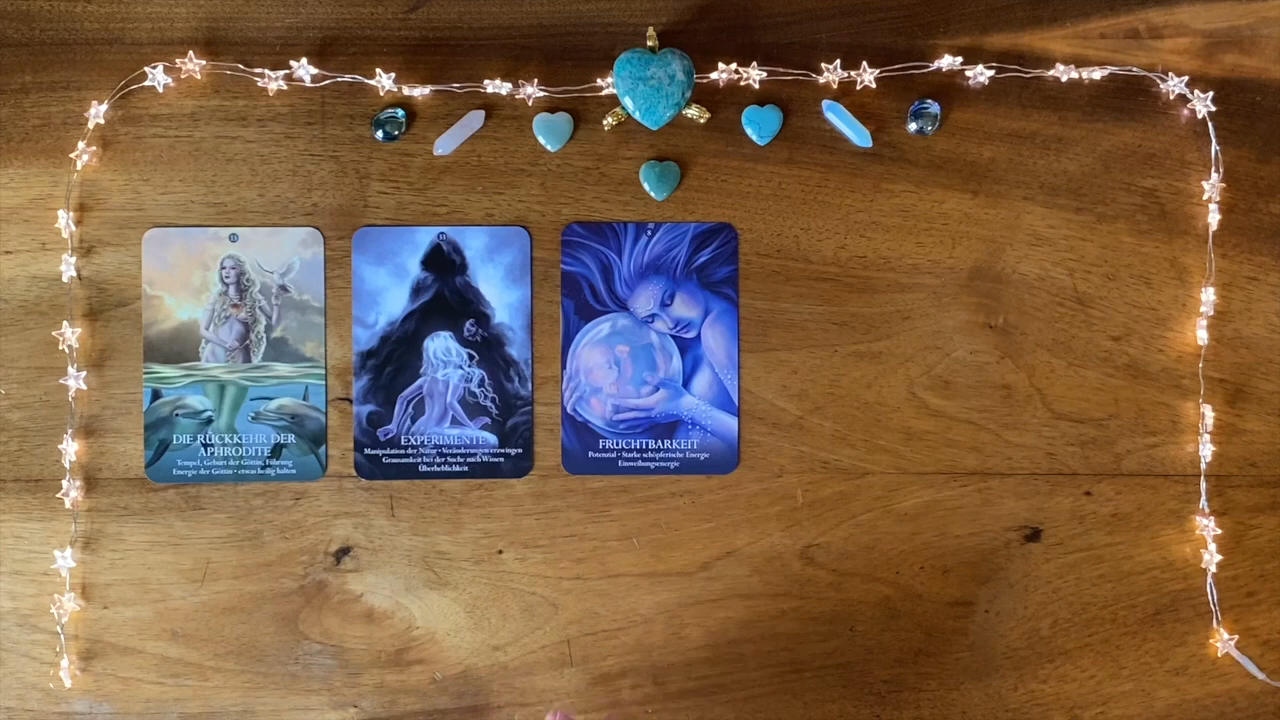 33
DIE RÜCKKEHR DER
APHRODITE
Tempel, Geburt der Göttin, Führung
Energie der Göttin • etwas heilig halten
EXPERIMENTE
Manipulation der Natur • Veränderungen erzwingen
Grausamkeit bei der Suche nach Wissen
Überheblichkeit
FRUCHTBARKEIT
Potenzial • Starke schöpferische Energie
Einweihungsenergie